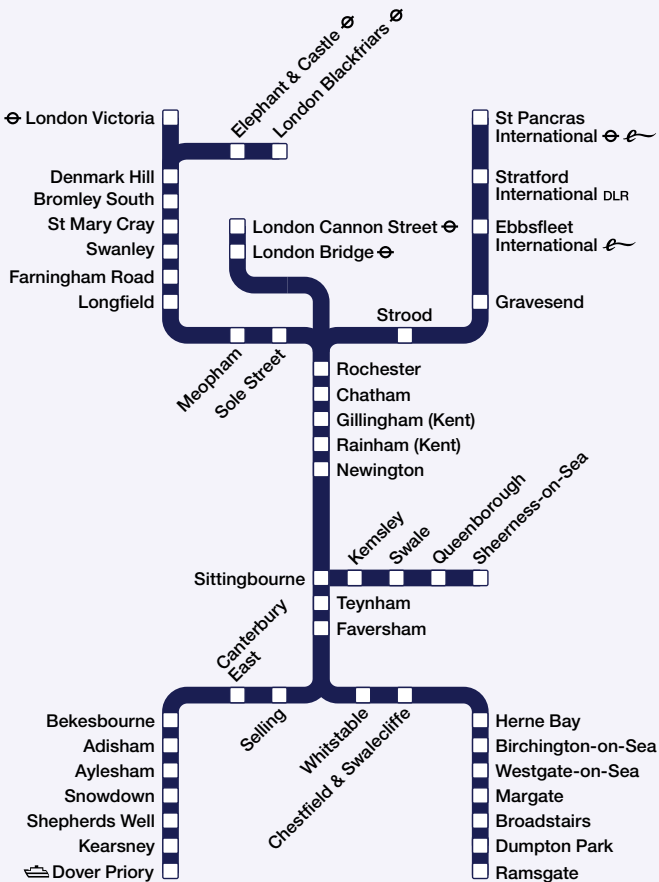 Elephant & Castle
London Blackfriars
London Victoria
St Pancras
International
Denmark Hill
Stratford
International DLR
Bromley South
St Mary Cray
London Cannon Street
Ebbsfleet
International
Swanley
London Bridge
Farningham Road
Longfield
Gravesend
Strood
Meopham
Sole Street
Rochester
Chatham
Gillingham (Kent)
Rainham (Kent)
Newington
Sittingbourne
Kemsley
Swale
Queenborough
Sheerness-on-Sea
Teynham
Faversham
Canterbury
East
Selling
Whitstable
Chestfield & Swalecliffe
Bekesbourne
Adisham
Aylesham
Snowdown
Shepherds Well
Kearsney
Dover Priory
Herne Bay
Birchington-on-Sea
Westgate-on-Sea
Margate
Broadstairs
Dumpton Park
Ramsgate